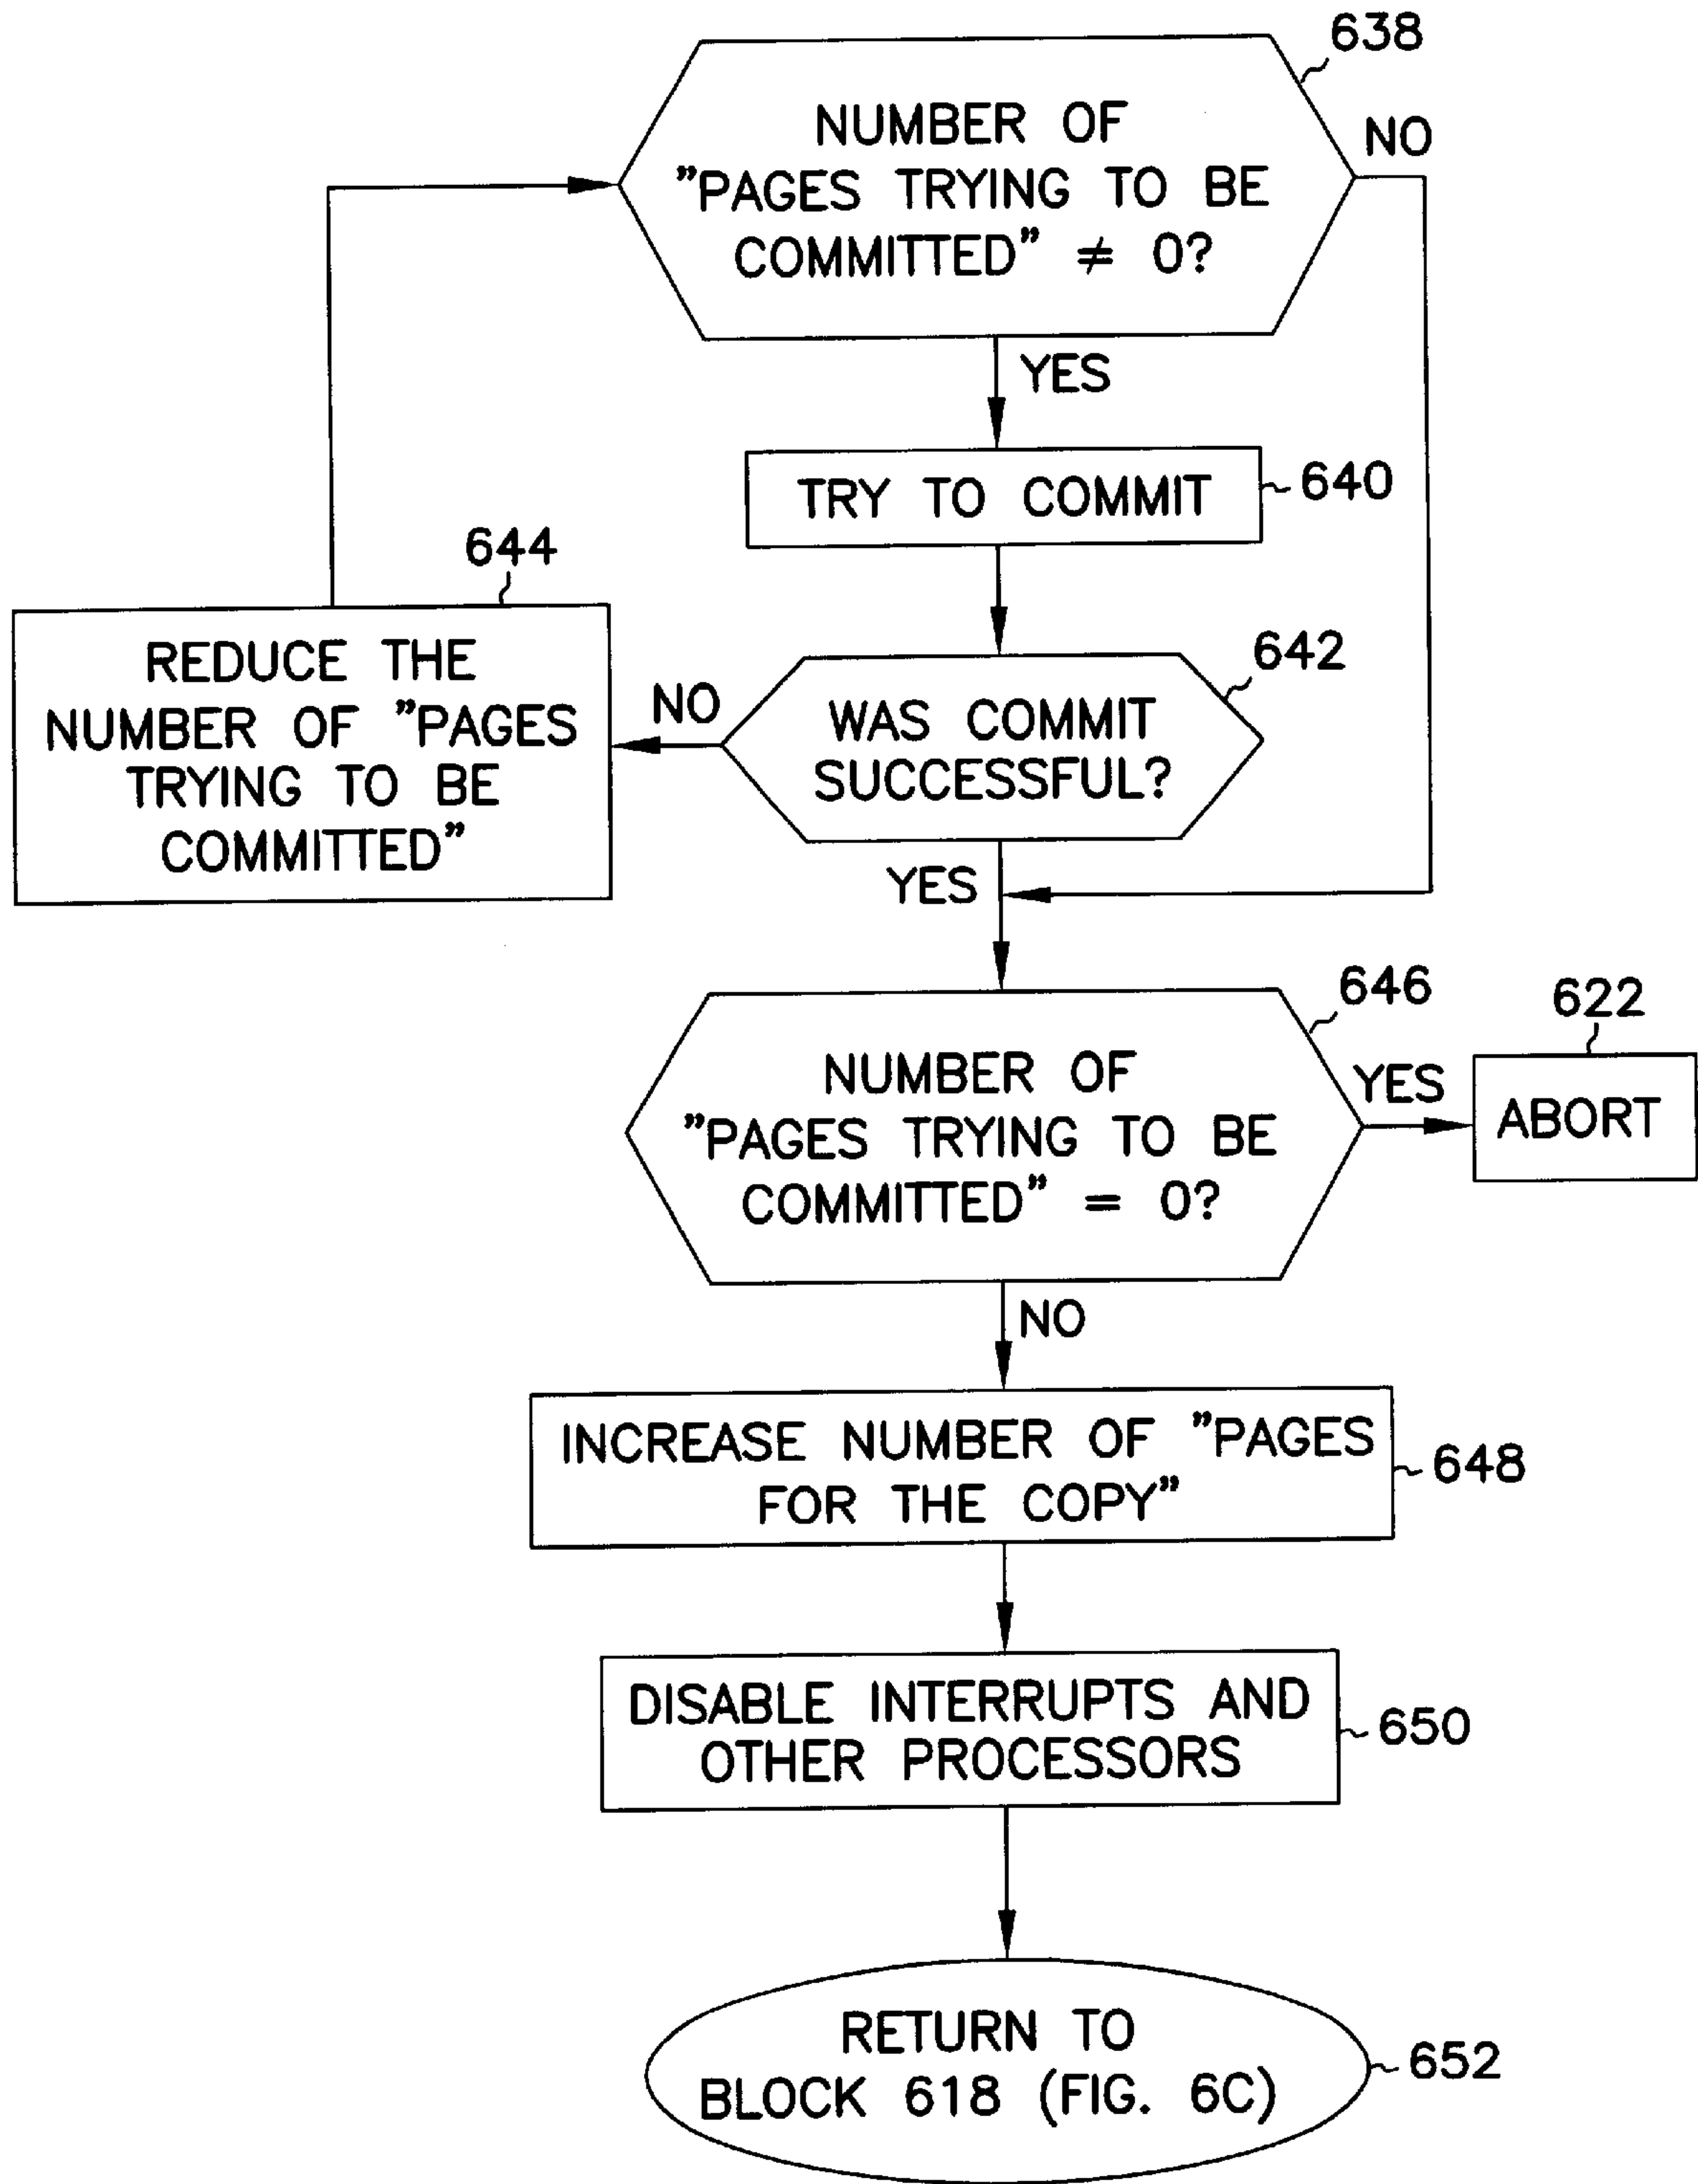 638
NUMBER OF
"PAGES TRYING TO BE
COMMITTED" ≠ 0?
NO
YES
TRY TO COMMIT
640
644
REDUCE THE
NUMBER OF "PAGES
TRYING TO BE
COMMITTED"
NO
642
WAS COMMIT
SUCCESSFUL?
YES
646
NUMBER OF
"PAGES TRYING TO BE
COMMITTED" = 0?
YES
622
ABORT
NO
INCREASE NUMBER OF "PAGES
FOR THE COPY"
648
DISABLE INTERRUPTS AND
OTHER PROCESSORS
650
RETURN TO
BLOCK 618 (FIG. 6C)
652